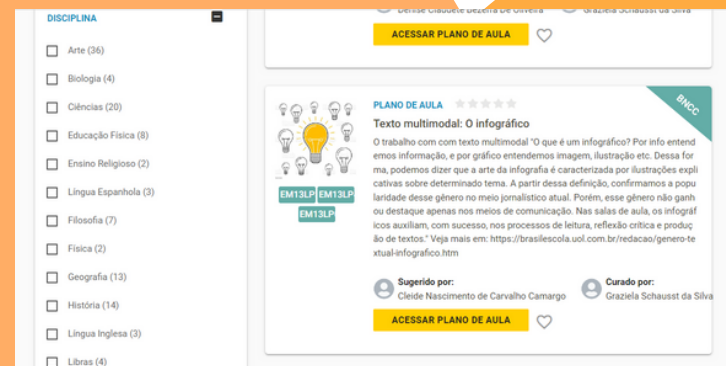 DISCIPLINA
Arte (36)
Biologia (4)
Ciências (20)
Educação Física (8)
Ensino Religioso (2)
Língua Espanhola (3)
Filosofia (7)
Física (2)
Geografia (13)
História (14)
Língua Inglesa (3)
Libras (4)
Denise Claudete Bezerra De Oliveira
Graziela Schausst da Silva
ACESSAR PLANO DE AULA
BNCC
PLANO DE AULA
Texto multimodal: O infográfico
O trabalho com com texto multimodal "O que é um infográfico? Por info entend
emos informação, e por gráfico entendemos imagem, ilustração etc. Dessa for
ma, podemos dizer que a arte da infografia é caracterizada por ilustrações expli
cativas sobre determinado tema. A partir dessa definição, confirmamos a popu
laridade desse gênero no meio jornalístico atual. Porém, esse gênero não ganh
ou destaque apenas nos meios de comunicação. Nas salas de aula, os infográf
icos auxiliam, com sucesso, nos processos de leitura, reflexão crítica e produç
ão de textos." Veja mais em: https://brasilescola.uol.com.br/redacao/genero-te
xtual-infografico.htm
EM13LP EM13LP
EM13LP
Sugerido por:
Cleide Nascimento de Carvalho Camargo
Curado por:
Graziela Schausst da Silva
ACESSAR PLANO DE AULA